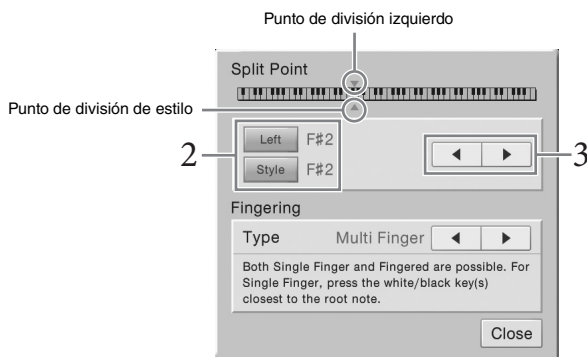 Punto de división izquierdo
Split Point
Punto de división de estilo
2
Left F#2
3
Style F#2
Fingering
Type Multi Finger
Both Single Finger and Fingered are possible. For
Single Finger, press the white/black key(s)
closest to the root note.
Close